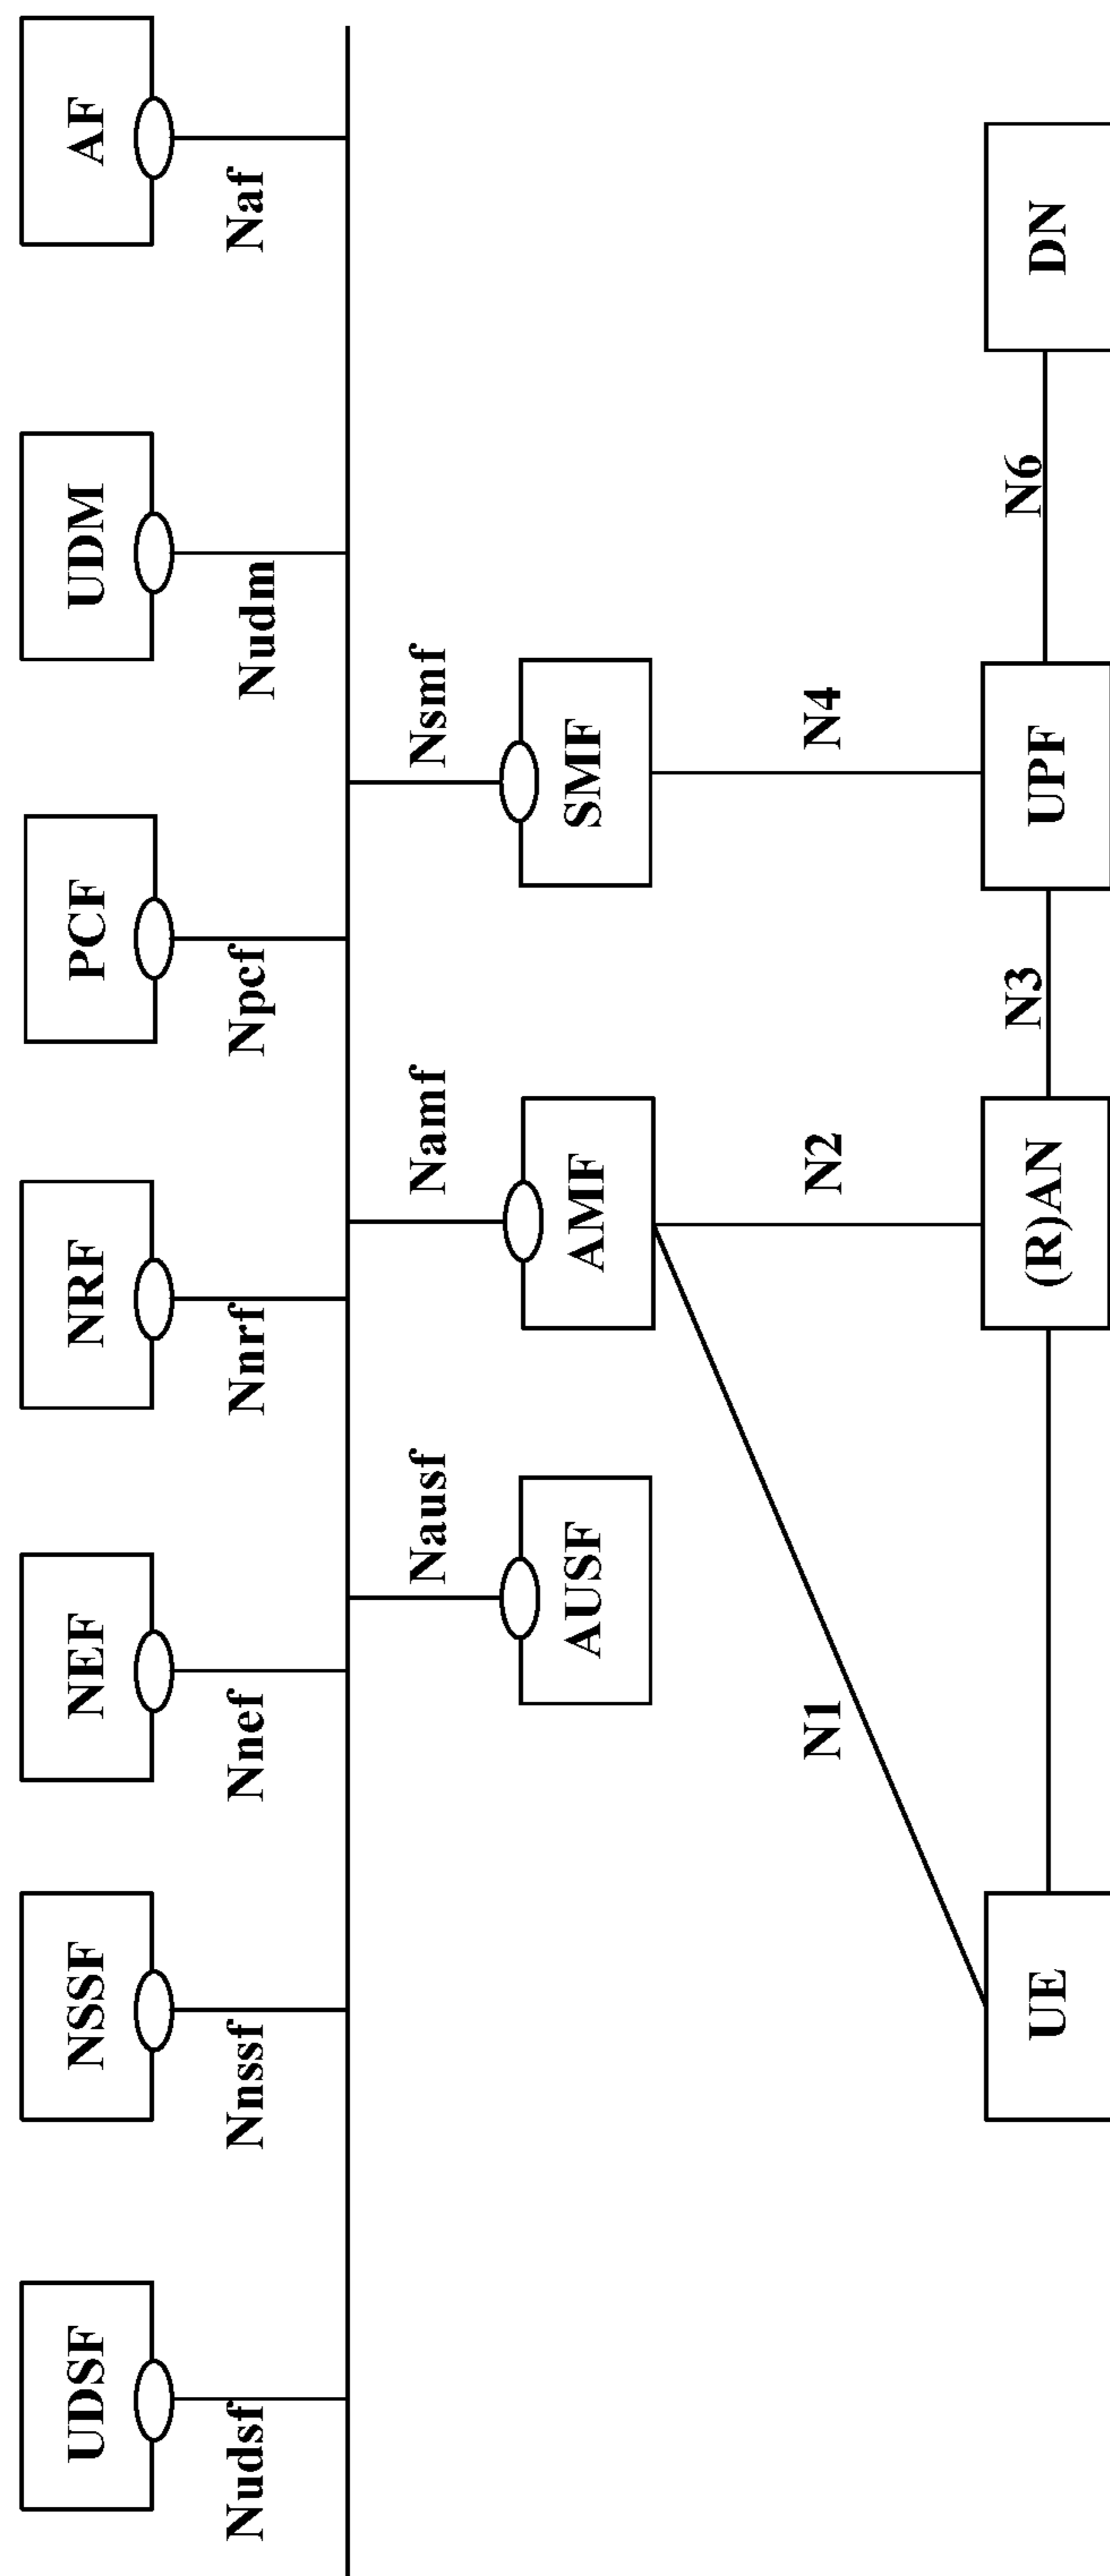 UDSF
NSSF
NEF
NRF
PCF
UDM
AF
Nudsf
Nnssf
Nnef
Nnrf
Npcf
Nudm
Naf
Nausf
Namf
Nsmf
AUSF
AMF
SMF
N1
N2
N4
UE
(R)AN
N3
UPF
N6
DN